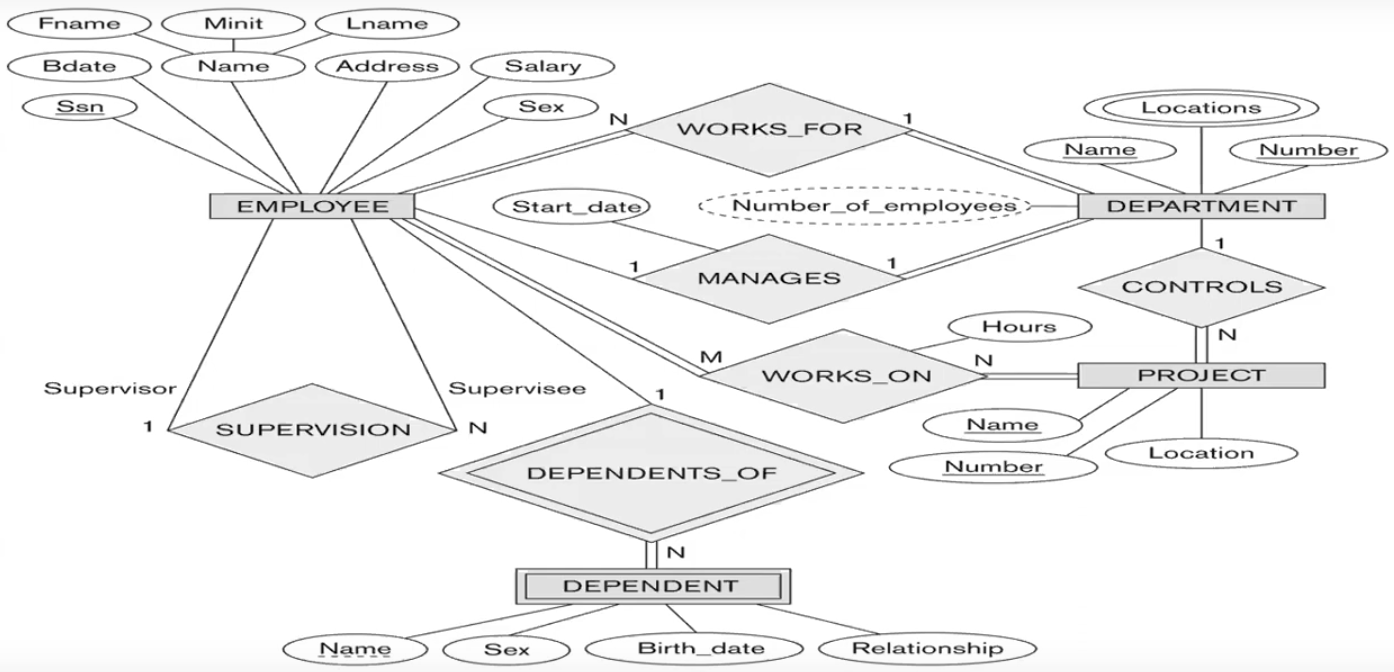 Fname Minit Lname
Bdate Name Address Salary
Ssn Sex
N WORKS_FOR 1
Locations
Name Number
EMPLOYEE
Start_date
Number_of_employees
DEPARTMENT
1 MANAGES 1
1
CONTROLS
N
Hours
M WORKS_ON N
PROJECT
Name
Number
Location
Supervisor
Supervisee
1 SUPERVISION N
1
DEPENDENTS_OF
N
DEPENDENT
Name Sex Birth_date Relationship